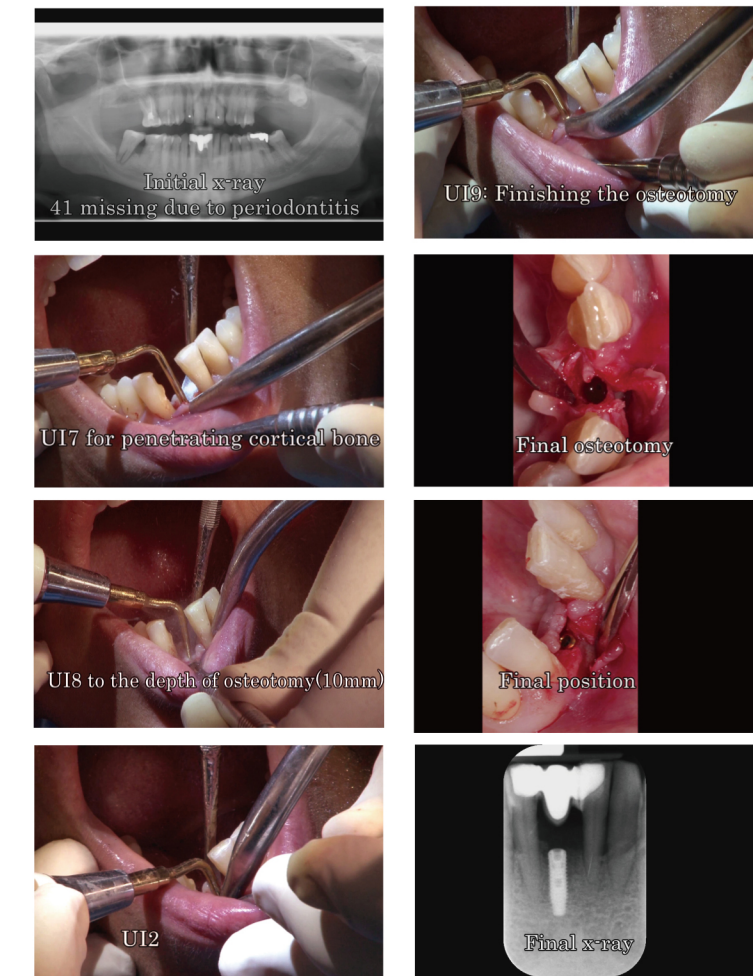 Initial x-ray
41 missing due to periodontitis
UI7 for penetrating cortical bone
UI8 to the depth of osteotomy(10mm)
UI2
UI9: Finishing the osteotomy
Final osteotomy
Final position
Final x-ray